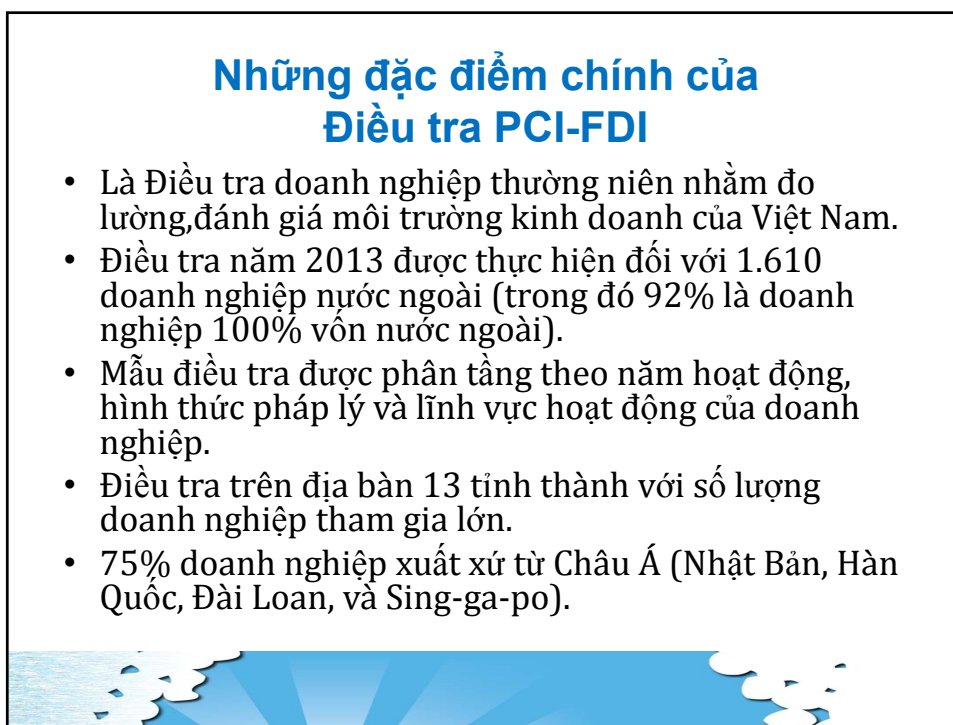 Những đặc điểm chính của
Điều tra PCI-FDI
• Là Điều tra doanh nghiệp thường niên nhằm đo
lường,đánh giá môi trường kinh doanh của Việt Nam.
• Điều tra năm 2013 được thực hiện đối với 1.610
doanh nghiệp nước ngoài (trong đó 92% là doanh
nghiệp 100% vốn nước ngoài).
• Mẫu điều tra được phân tầng theo năm hoạt động,
hình thức pháp lý và lĩnh vực hoạt động của doanh
nghiệp.
• Điều tra trên địa bàn 13 tỉnh thành với số lượng
doanh nghiệp tham gia lớn.
• 75% doanh nghiệp xuất xứ từ Châu Á (Nhật Bản, Hàn
Quốc, Đài Loan, và Sing-ga-po).